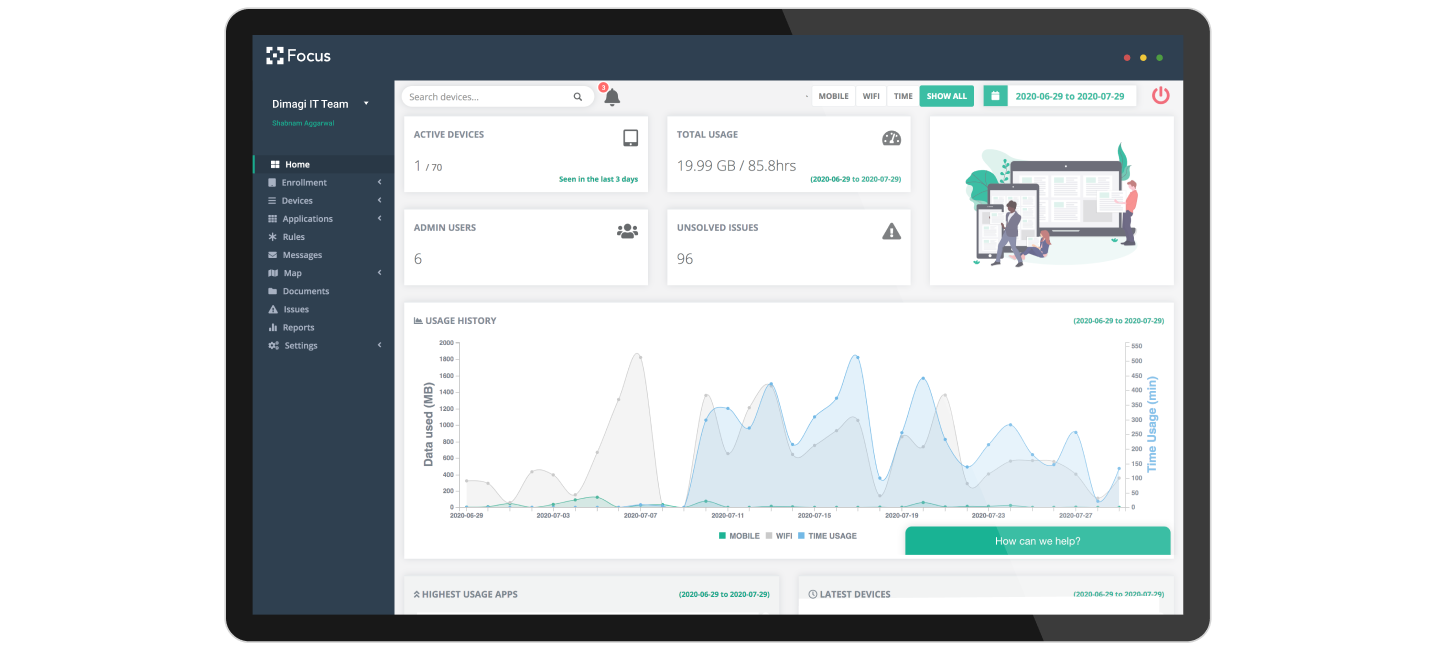 Focus
Dimagi IT Team
Shabnam Aggarwal
Home
Enrollment
Devices
Applications
Rules
Messages
Map
Documents
Issues
Reports
Settings
Search devices...
3
MOBILE WIFI TIME SHOW ALL 2020-06-29 to 2020-07-29
ACTIVE DEVICES
1 / 70
Seen in the last 3 days
TOTAL USAGE
19.99 GB / 85.8hrs
(2020-06-29 to 2020-07-29)
ADMIN USERS
6
UNSOLVED ISSUES
96
USAGE HISTORY
(2020-06-29 to 2020-07-29)
Data used (MB)
2000
1800
1600
1400
1200
1000
800
600
400
200
0
550
500
450
400
350
300
250
200
150
100
50
0
Time Usage (min)
2020-06-29 2020-07-03 2020-07-07 2020-07-11 2020-07-15 2020-07-19 2020-07-23 2020-07-27
MOBILE WIFI TIME USAGE
How can we help?
HIGHEST USAGE APPS
(2020-06-29 to 2020-07-29)
LATEST DEVICES
(2020-06-29 to 2020-07-29)